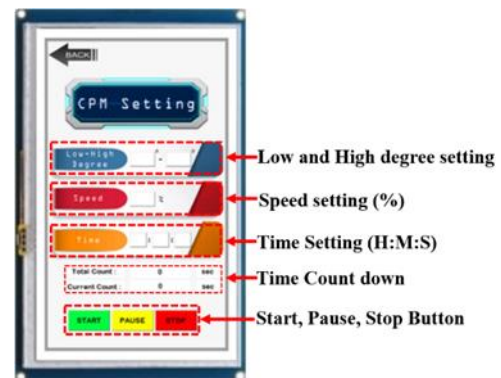 BACK
CPM Setting
Low-high
Degree
° - °
Low and High degree setting
Speed
%
Speed setting (%)
Time
: :
Time Setting (H:M:S)
Total Count : 0 sec
Current Count : 0 sec
Time Count down
START PAUSE STOP
Start, Pause, Stop Button